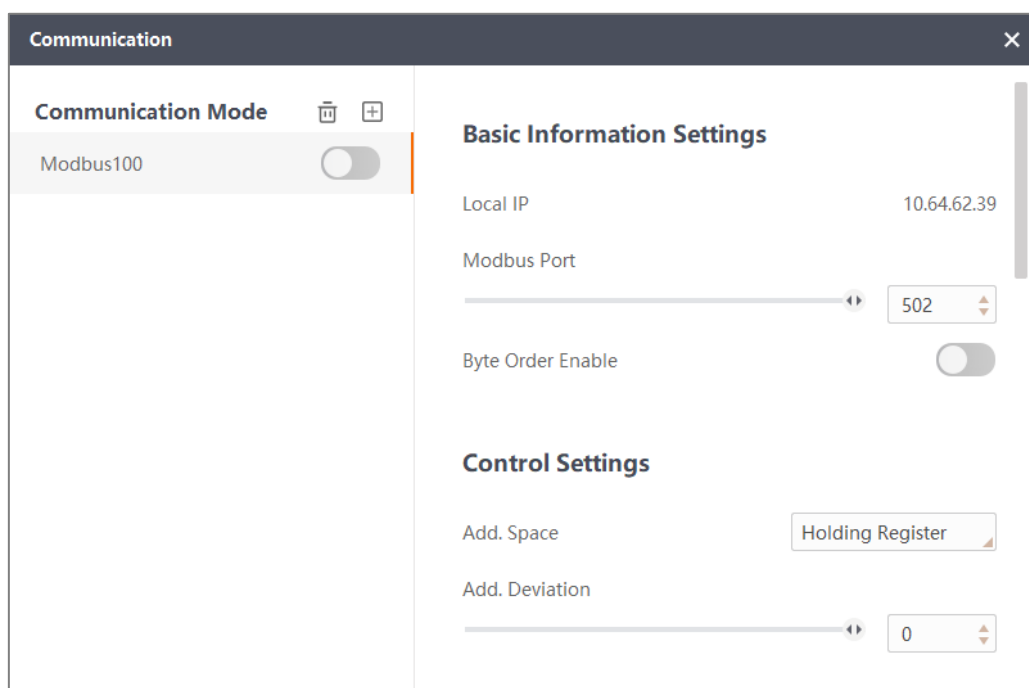 Communication
Communication Mode
Modbus100
Basic Information Settings
Local IP 10.64.62.39
Modbus Port
502
Byte Order Enable
Control Settings
Add. Space Holding Register
Add. Deviation
0